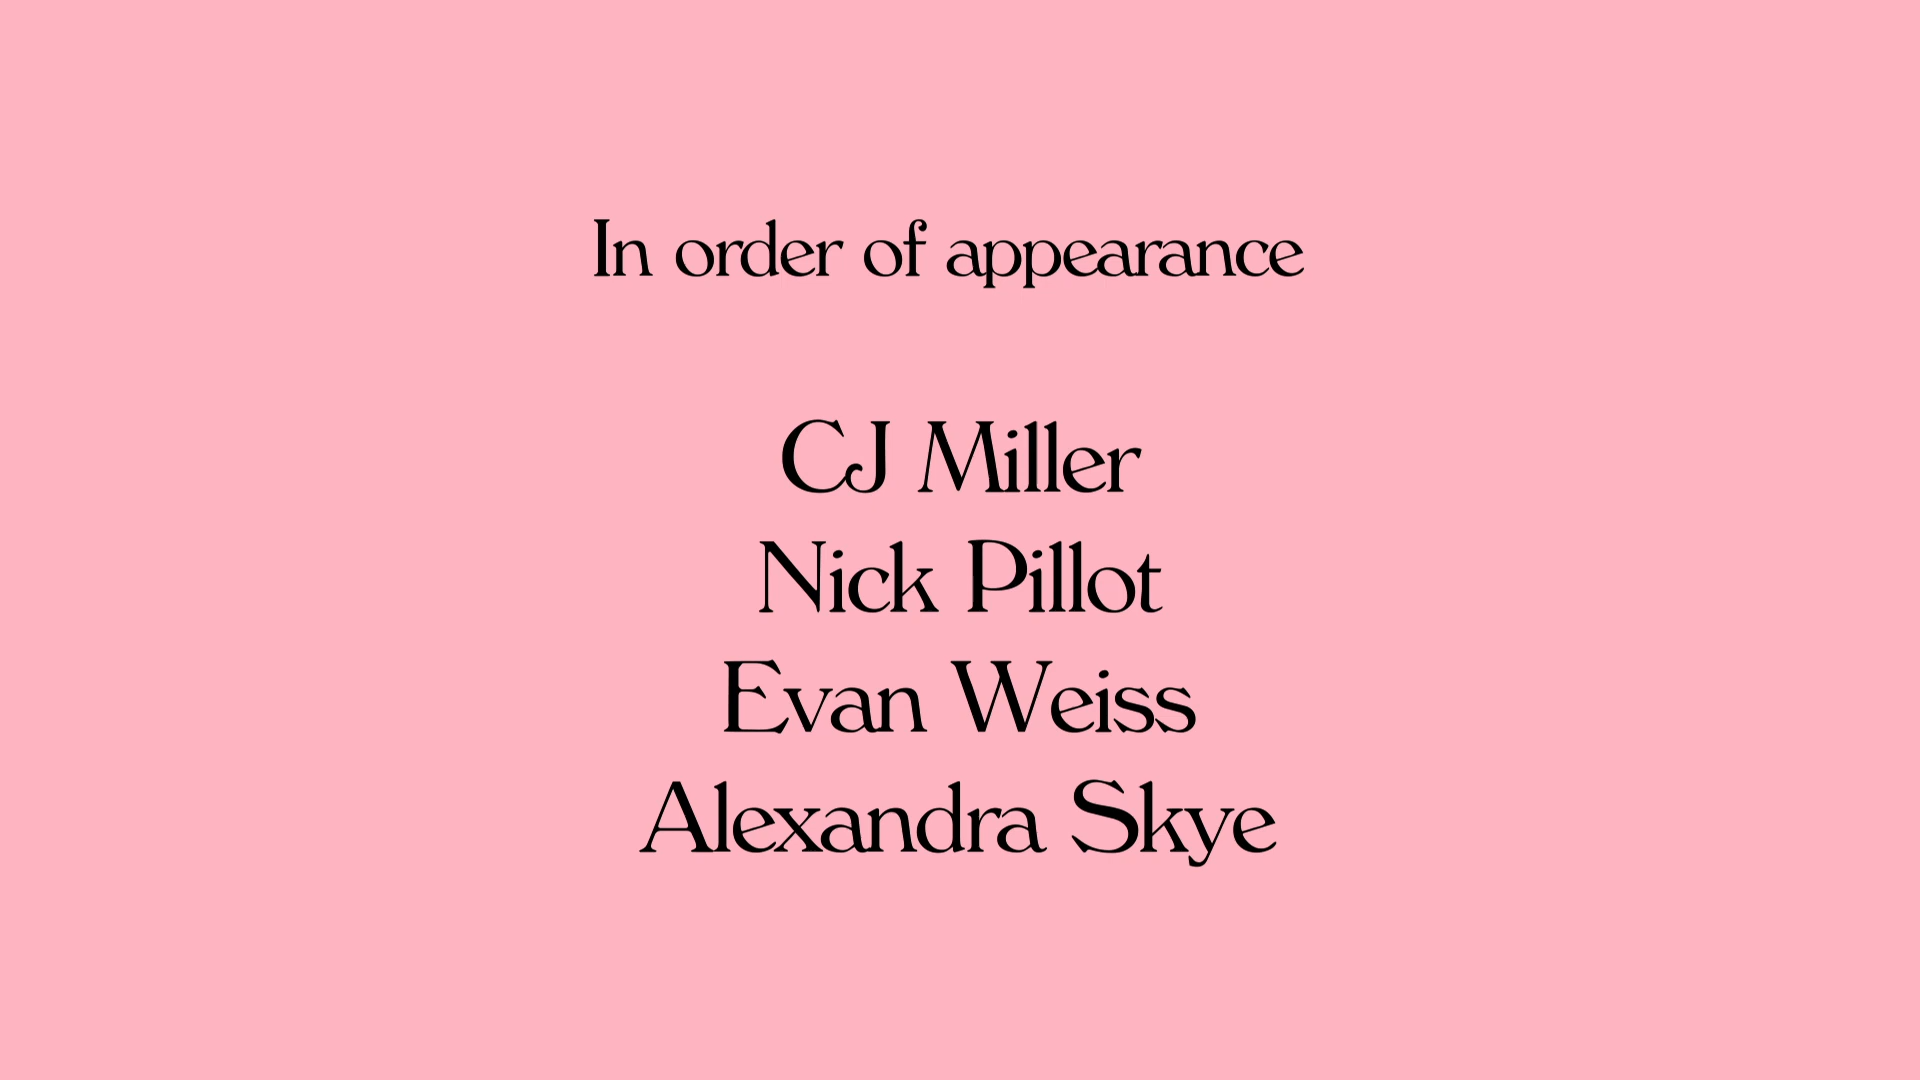 In order of appearance
CJ Miller
Nick Pillot
Evan Weiss
Alexandra Skye